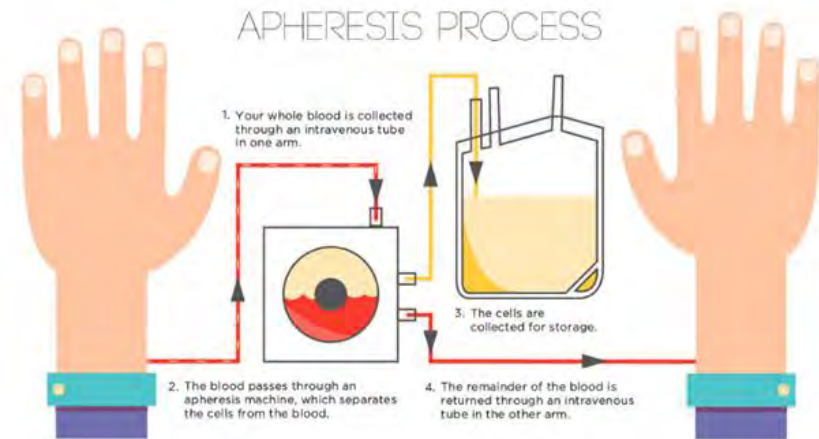 APHERESIS PROCESS
1. Your whole blood is collected
through an intravenous tube
in one arm.
2. The blood passes through an
apheresis machine, which separates
the cells from the blood.
3. The cells are
collected for storage.
4. The remainder of the blood is
returned through an intravenous
tube in the other arm.